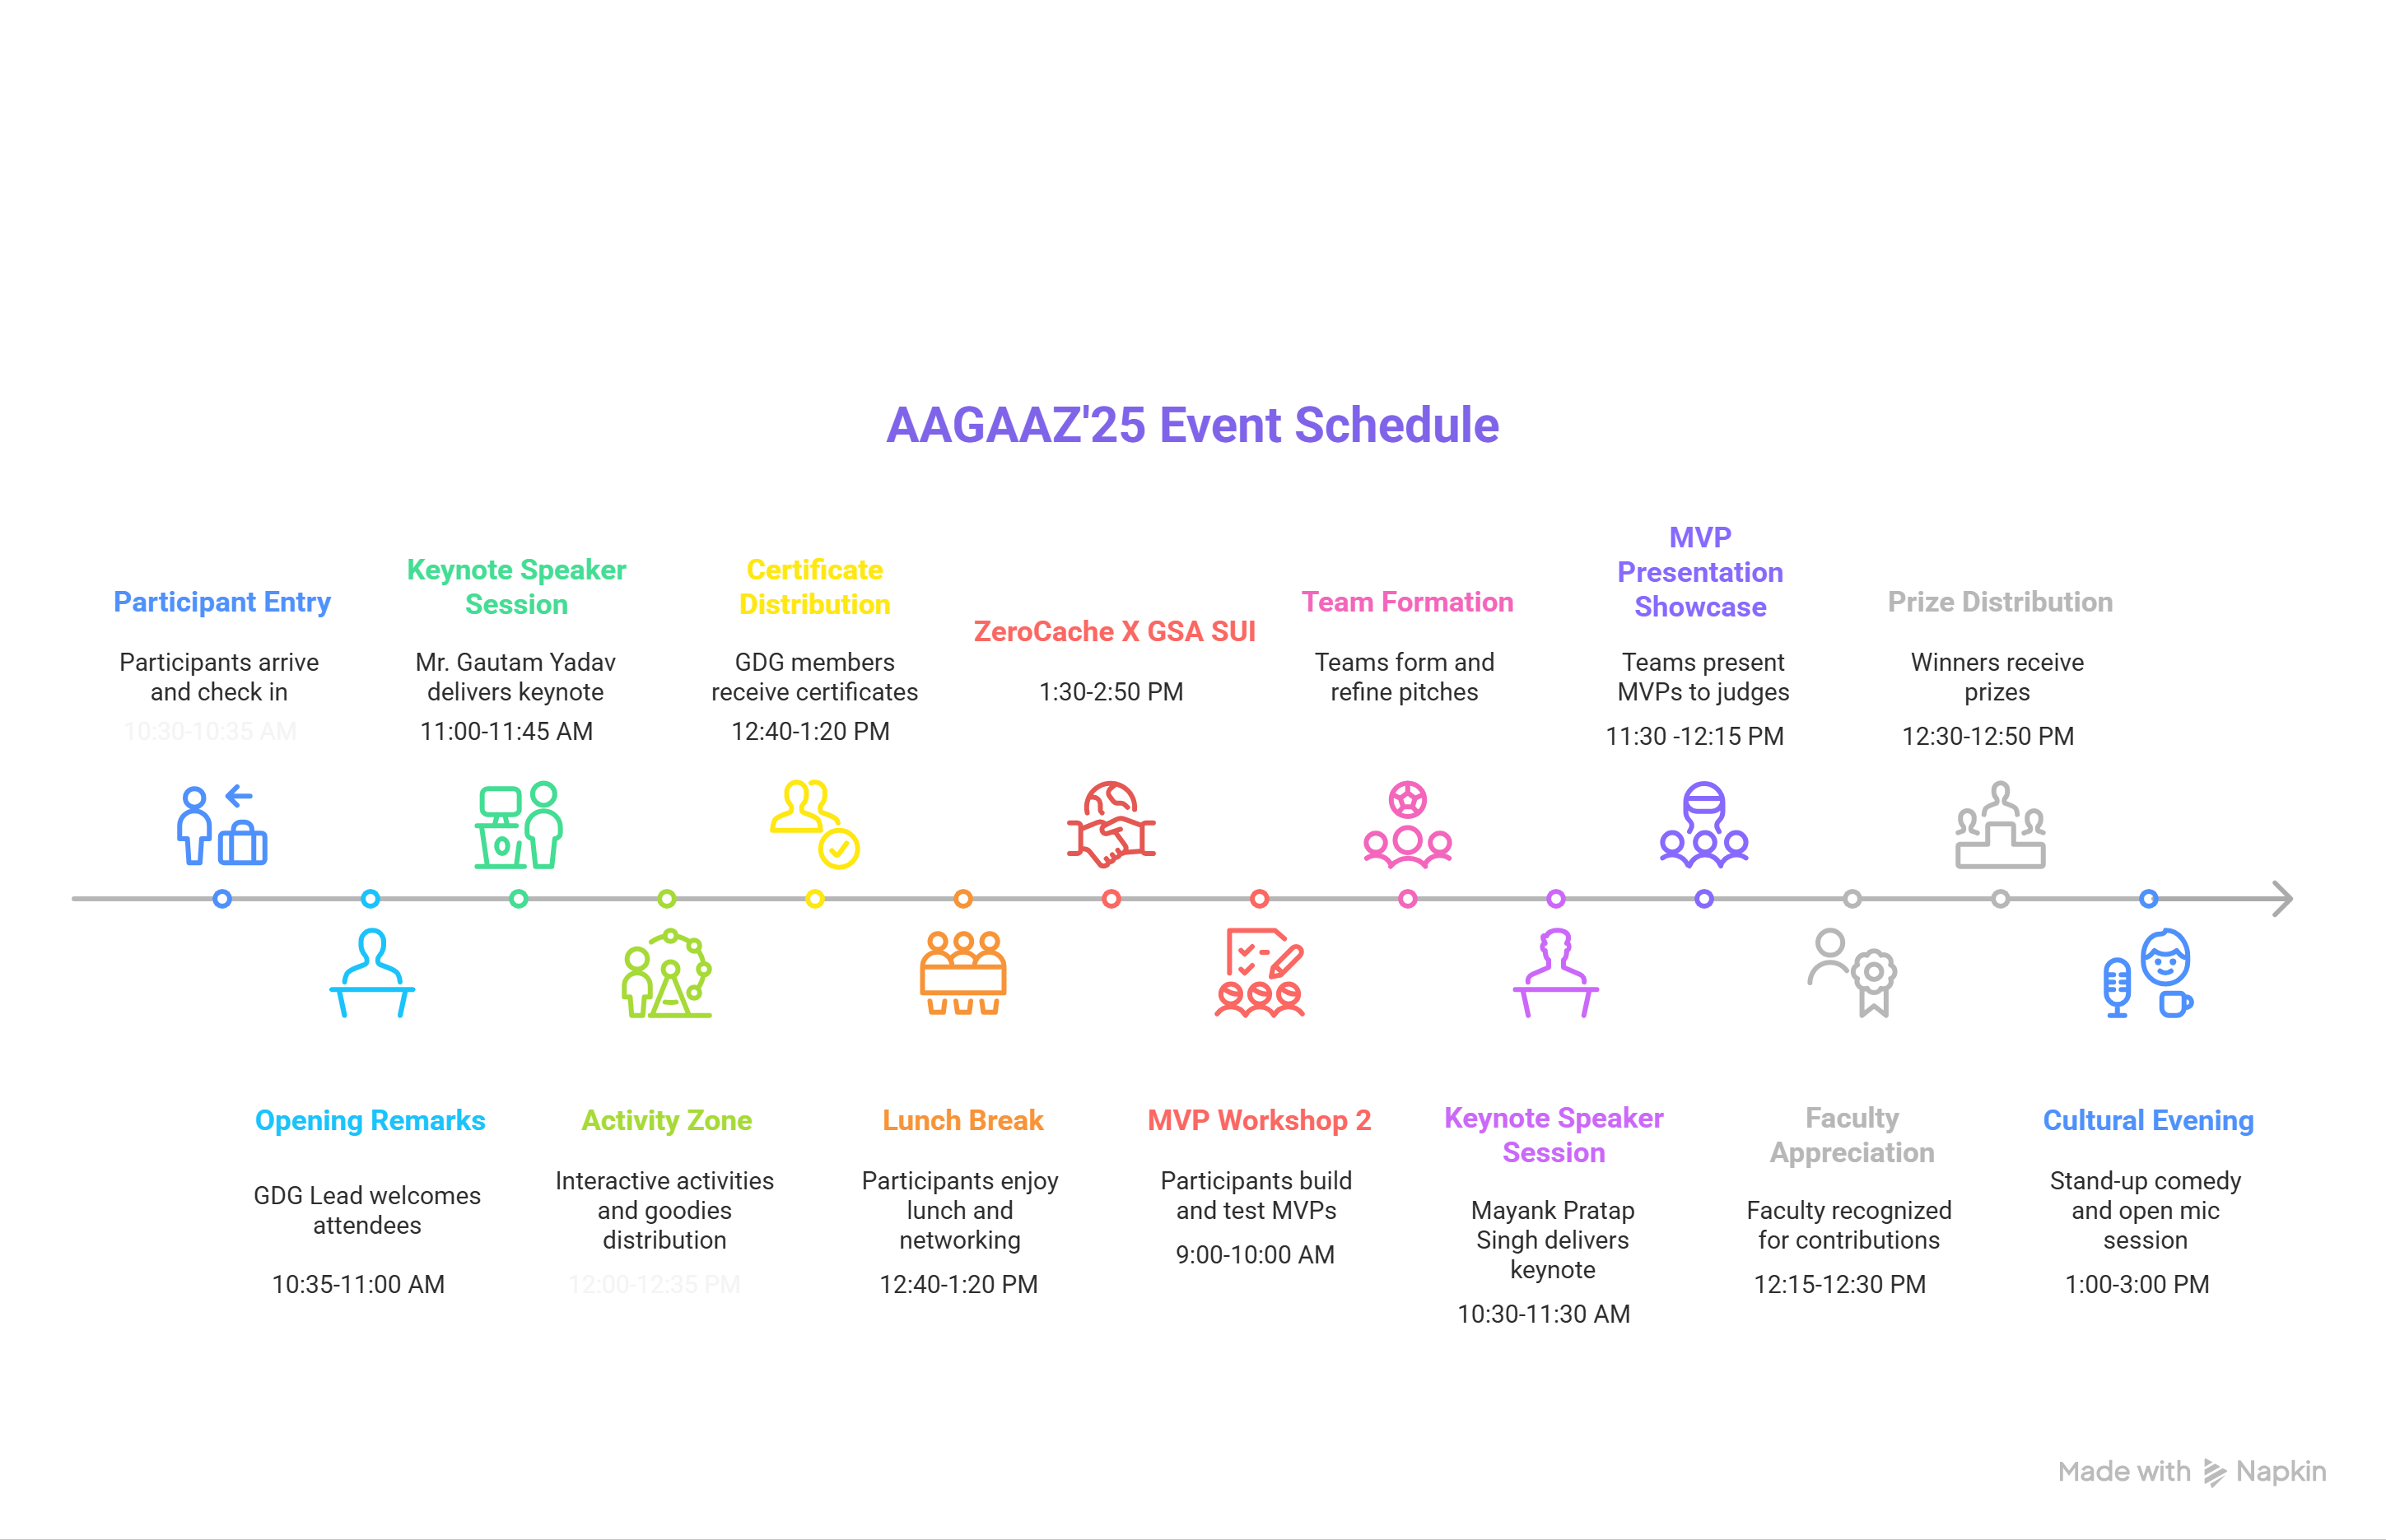 AAGAAZ'25 Event Schedule
Participant Entry
Participants arrive
and check in
10:30-10:35 AM
Opening Remarks
GDG Lead welcomes
attendees
10:35-11:00 AM
Keynote Speaker
Session
Mr. Gautam Yadav
delivers keynote
11:00-11:45 AM
Activity Zone
Interactive activities
and goodies
distribution
12:00-12:35 PM
Certificate
Distribution
GDG members
receive certificates
12:40-1:20 PM
Lunch Break
Participants enjoy
lunch and
networking
12:40-1:20 PM
ZeroCache X GSA SUI
1:30-2:50 PM
MVP Workshop 2
Participants build
and test MVPs
9:00-10:00 AM
Team Formation
Teams form and
refine pitches
Keynote Speaker
Session
Mayank Pratap
Singh delivers
keynote
10:30-11:30 AM
MVP
Presentation
Showcase
Teams present
MVPs to judges
11:30 -12:15 PM
Faculty
Appreciation
Faculty recognized
for contributions
12:15-12:30 PM
Prize Distribution
Winners receive
prizes
12:30-12:50 PM
Cultural Evening
Stand-up comedy
and open mic
session
1:00-3:00 PM
Made with Napkin